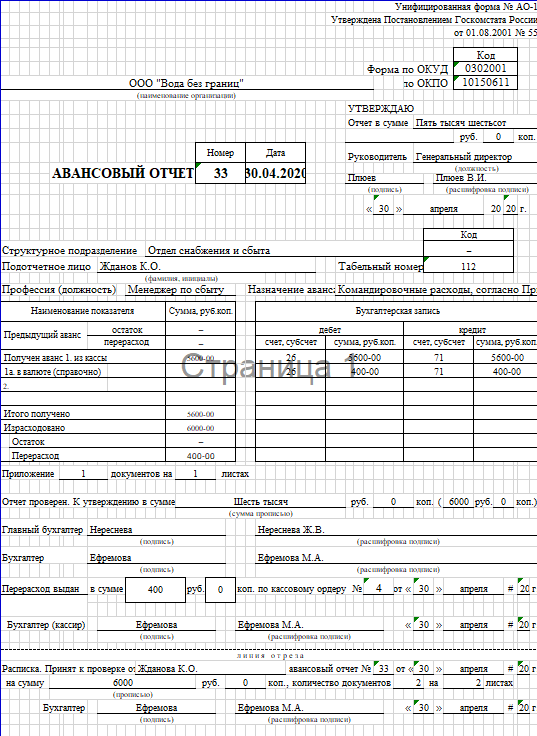 Унифицированная форма № АО-1
Утверждена Постановлением Госкомстата России
от 01.08.2001 № 55
Код
Форма по ОКУД 0302001
ООО "Вода без границ" по ОКПО 10150611
(наименование организации)
УТВЕРЖДАЮ
Отчет в сумме Пять тысяч шестьсот
руб. 0 коп.
Номер Дата
АВАНСОВЫЙ ОТЧЕТ 33 30.04.2020
Руководитель Генеральный директор
(должность)
Плюев Плюев В.И.
(подпись) (расшифровка подписи)
« 30 » апреля 20 20 г.
Код
Структурное подразделение Отдел снабжения и сбыта –
Подотчетное лицо Жданов К.О. Табельный номер 112
(фамилия, инициалы)
Профессия (должность) Менеджер по сбыту Назначение аванса Командировочные расходы, согласно При
Наименование показателя Сумма, руб.коп. Бухгалтерская запись
Предыдущий аванс остаток – дебет кредит
перерасход – счет, субсчет сумма, руб.коп. счет, субсчет сумма, руб.коп.
Получен аванс 1. из кассы 5600-00 26 5600-00 71 5600-00
1а. в валюте (справочно) 26 400-00 71 400-00
Страница 1
2.
Итого получено 5600-00
Израсходовано 6000-00
Остаток –
Перерасход 400-00
Приложение 1 документов на 1 листах
Отчет проверен. К утверждению в сумме Шесть тысяч руб. 0 коп. ( 6000 руб. 0 коп.)
(сумма прописью)
Главный бухгалтер Нереснева Нереснева Ж.В.
(подпись) (расшифровка подписи)
Бухгалтер Ефремова Ефремова М.А.
(подпись) (расшифровка подписи)
Перерасход выдан в сумме 400 руб. 0 коп. по кассовому ордеру № 4 от « 30 » апреля # 20 г
Бухгалтер (кассир) Ефремова Ефремова М.А. « 30 » апреля # 20 г
(подпись) (расшифровка подписи)
линия отреза
Расписка. Принят к проверке от Жданова К.О. авансовый отчет № 33 от « 30 » апреля # 20 г
на сумму 6000 руб. 0 коп., количество документов 2 на 2 листах
(прописью)
Бухгалтер Ефремова Ефремова М.А. « 30 » апреля # 20 г
(подпись) (расшифровка подписи)